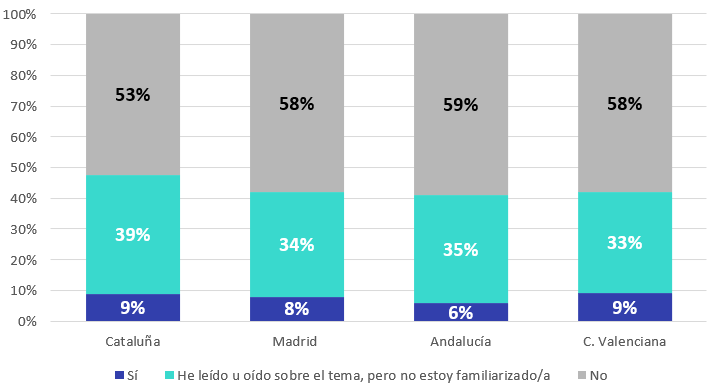 100%
90%
80%
70%
60%
50%
40%
30%
20%
10%
0%
53% 58% 59% 58%
39% 34% 35% 33%
9% 8% 6% 9%
Cataluña Madrid Andalucía C. Valenciana
Sí He leído u oído sobre el tema, pero no estoy familiarizado/a No